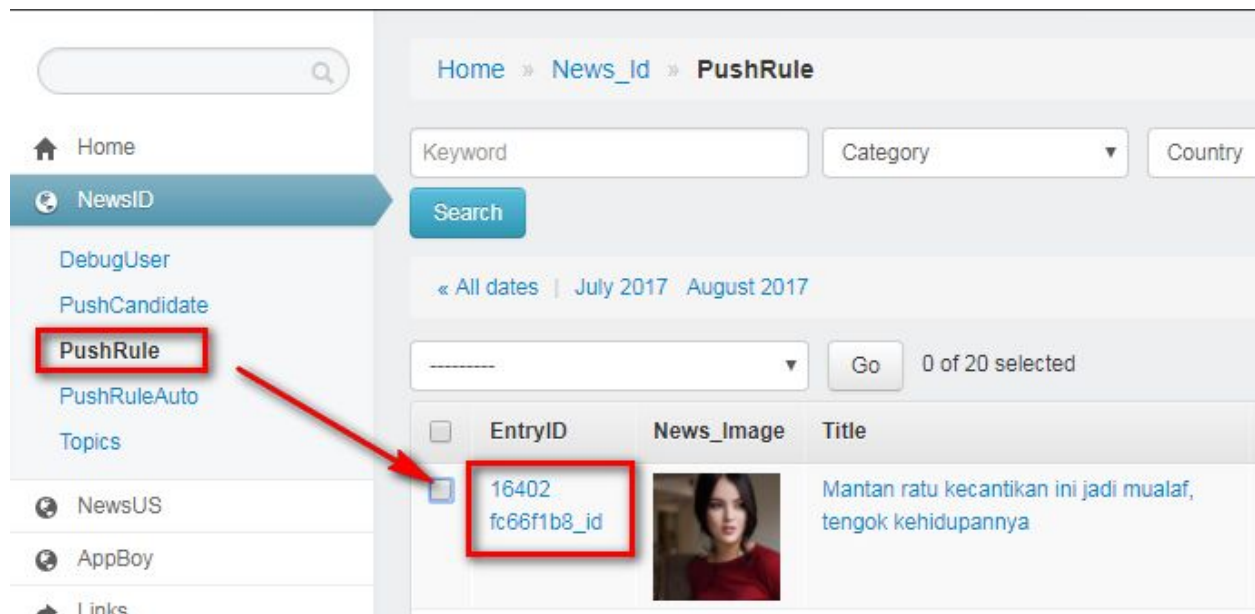 Home » News_Id » PushRule
Home
Keyword
Category
Country
NewsID
Search
DebugUser
« All dates | July 2017 August 2017
PushCandidate
PushRule
---------
Go
0 of 20 selected
PushRuleAuto
Topics
EntryID
News_Image
Title
16402
fc66f1b8_id
Mantan ratu kecantikan ini jadi mualaf,
tengok kehidupannya
NewsUS
AppBoy
Links